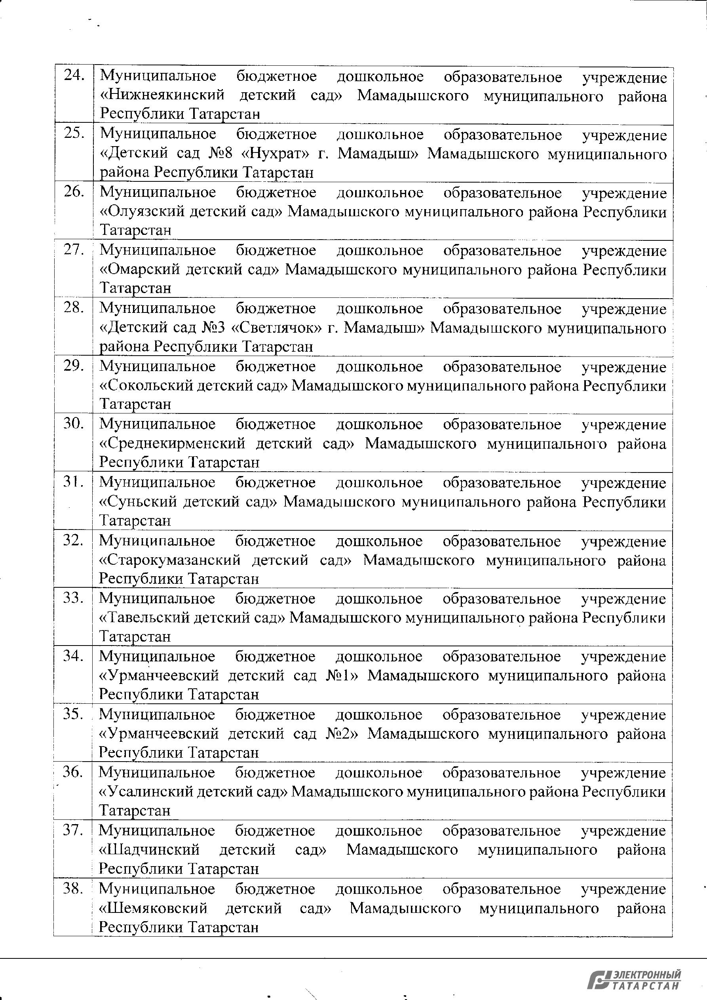 24. Муниципальное бюджетное дошкольное образовательное учреждение
«Нижнеякинский детский сад» Мамадышского муниципального района
Республики Татарстан
25. Муниципальное бюджетное дошкольное образовательное учреждение
«Детский сад №8 «Нухрат» г. Мамадыш» Мамадышского муниципального
района Республики Татарстан
26. Муниципальное бюджетное дошкольное образовательное учреждение
«Олуязский детский сад» Мамадышского муниципального района Республики
Татарстан
27. Муниципальное бюджетное дошкольное образовательное учреждение
«Омарский детский сад» Мамадышского муниципального района Республики
Татарстан
28. Муниципальное бюджетное дошкольное образовательное учреждение
«Детский сад №3 «Светлячок» г. Мамадыш» Мамадышского муниципального
района Республики Татарстан
29. Муниципальное бюджетное дошкольное образовательное учреждение
«Сокольский детский сад» Мамадышского муниципального района Республики
Татарстан
30. Муниципальное бюджетное дошкольное образовательное учреждение
«Среднекирменский детский сад» Мамадышского муниципального района
Республики Татарстан
31. Муниципальное бюджетное дошкольное образовательное учреждение
«Суньский детский сад» Мамадышского муниципального района Республики
Татарстан
32. Муниципальное бюджетное дошкольное образовательное учреждение
«Старокумазанский детский сад» Мамадышского муниципального района
Республики Татарстан
33. Муниципальное бюджетное дошкольное образовательное учреждение
«Тавельский детский сад» Мамадышского муниципального района Республики
Татарстан
34. Муниципальное бюджетное дошкольное образовательное учреждение
«Урманчеевский детский сад №1» Мамадышского муниципального района
Республики Татарстан
35. Муниципальное бюджетное дошкольное образовательное учреждение
«Урманчеевский детский сад №2» Мамадышского муниципального района
Республики Татарстан
36. Муниципальное бюджетное дошкольное образовательное учреждение
«Усалинский детский сад» Мамадышского муниципального района Республики
Татарстан
37. Муниципальное бюджетное дошкольное образовательное учреждение
«Шадчинский детский сад» Мамадышского муниципального района
Республики Татарстан
38. Муниципальное бюджетное дошкольное образовательное учреждение
«Шемяковский детский сад» Мамадышского муниципального района
Республики Татарстан
ЭЛЕКТРОННЫЙ
ТАТАРСТАН